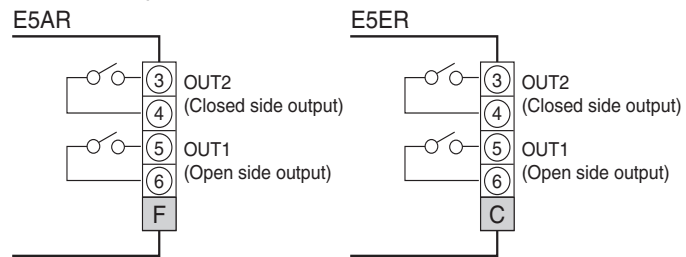 E5AR
3 OUT2
4 (Closed side output)
5 OUT1
6 (Open side output)
F
E5ER
3 OUT2
4 (Closed side output)
5 OUT1
6 (Open side output)
C